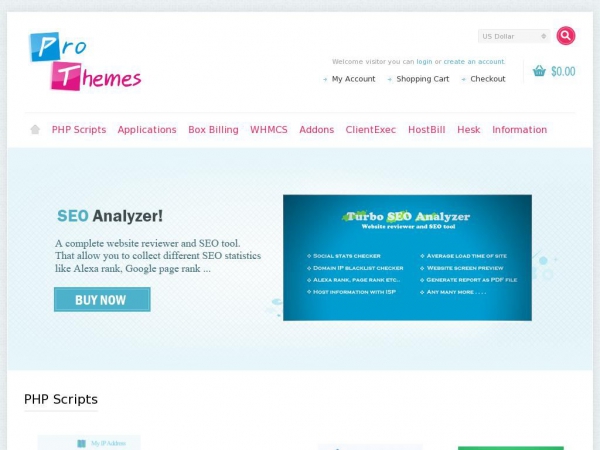 Pro
Themes
US Dollar
Welcome visitor you can login or create an account.
My Account
Shopping Cart
Checkout
$0.00
PHP Scripts
Applications
Box Billing
WHMCS
Addons
ClientExec
HostBill
Hesk
Information
SEO Analyzer!
A complete website reviewer and SEO tool.
That allow you to collect different SEO statistics
like Alexa rank, Google page rank ...
BUY NOW
Turbo SEO Analyzer
Website reviewer and SEO tool
Social stats checker
Domain IP blacklist checker
Alexa rank, page rank etc..
Host information with ISP
Average load time of site
Website screen preview
Generate report as PDF file
Any many more . . . .
PHP Scripts
My IP Address